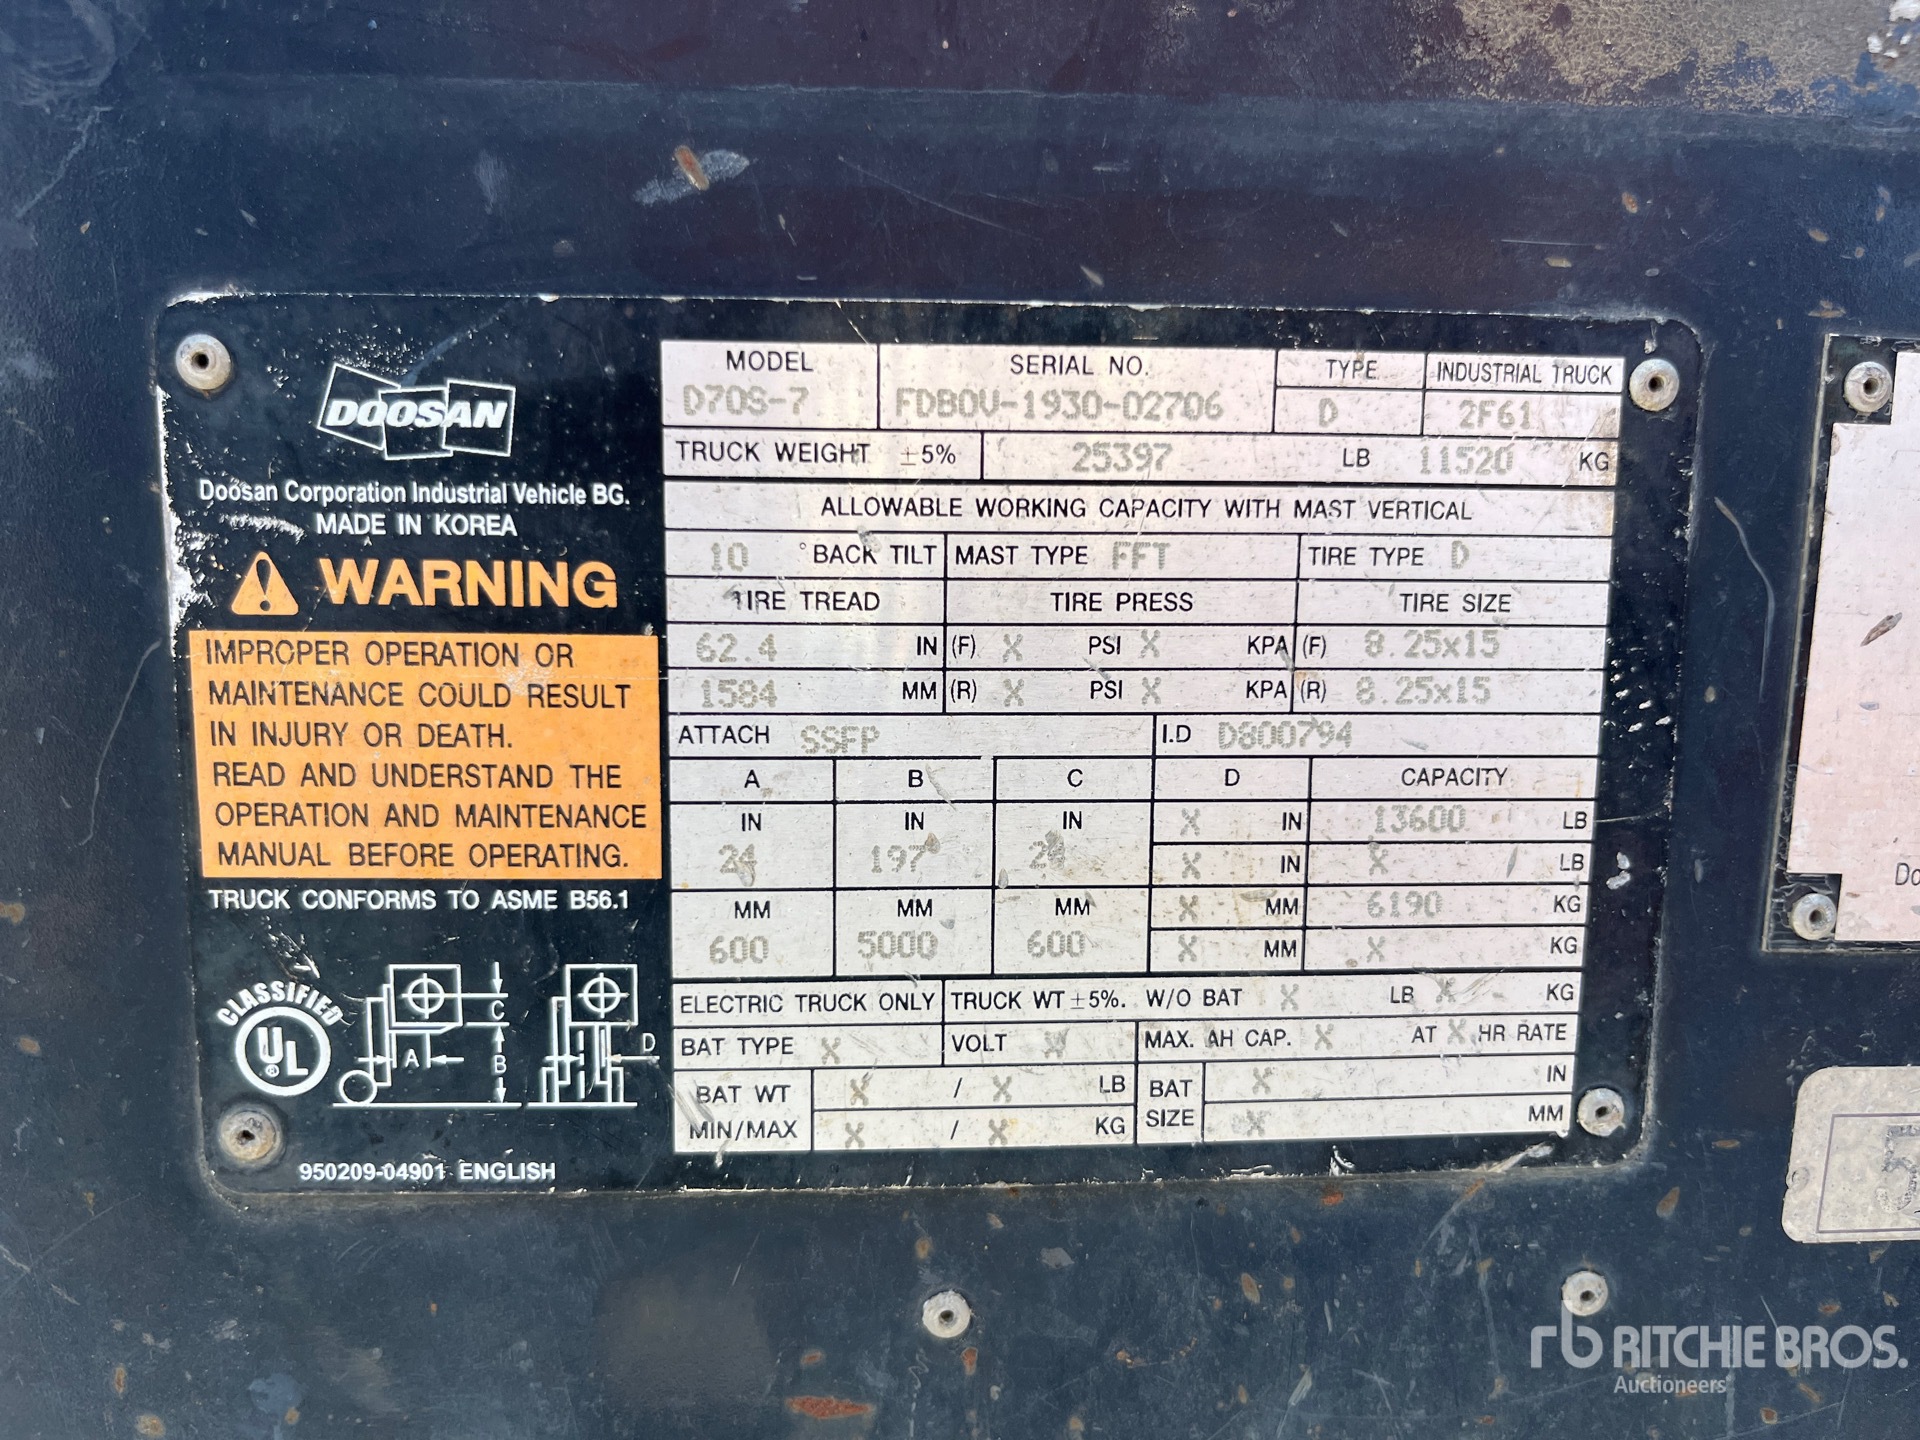 DOOSAN
Doosan Corporation Industrial Vehicle BG.
MADE IN KOREA
WARNING
IMPROPER OPERATION OR
MAINTENANCE COULD RESULT
IN INJURY OR DEATH.
READ AND UNDERSTAND THE
OPERATION AND MAINTENANCE
MANUAL BEFORE OPERATING.
TRUCK CONFORMS TO ASME B56.1
CLASSIFIED
UL ®
A B C D
950209-04901 ENGLISH
MODEL SERIAL NO. TYPE INDUSTRIAL TRUCK
D70S-7 FDB0V-1930-02706 D 2F61
TRUCK WEIGHT ±5% 25397 LB 11520 KG
ALLOWABLE WORKING CAPACITY WITH MAST VERTICAL
10 ° BACK TILT MAST TYPE FFT TIRE TYPE D
TIRE TREAD TIRE PRESS TIRE SIZE
62.4 IN (F) X PSI X KPA (F) 8.25x15
1584 MM (R) X PSI X KPA (R) 8.25x15
ATTACH SSFP I.D D800794
A B C D CAPACITY
IN IN IN X IN 13600 LB
24 197 X IN X LB
MM MM MM X MM 6190 KG
600 5000 600 X MM X KG
ELECTRIC TRUCK ONLY TRUCK WT ±5%. W/O BAT X LB X KG
BAT TYPE X VOLT X MAX. AH CAP. X AT X HR RATE
BAT WT X / X LB BAT X IN
MIN/MAX X / X KG SIZE X MM
Do
rb RITCHIE BROS.
Auctioneers